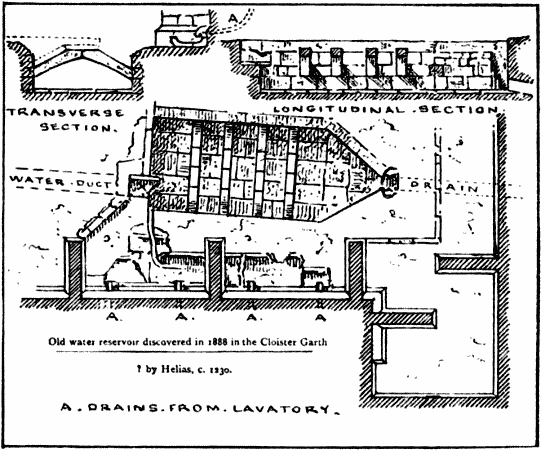 A.
TRANSVERSE
SECTION.
LONGITUDINAL . SECTION
WATER . DUCT
DRAIN
A. A. A. A
Old water reservoir discovered in 1888 in the Cloister Garth
? by Helias, c. 1230.
A . DRAINS . FROM . LAVATORY .